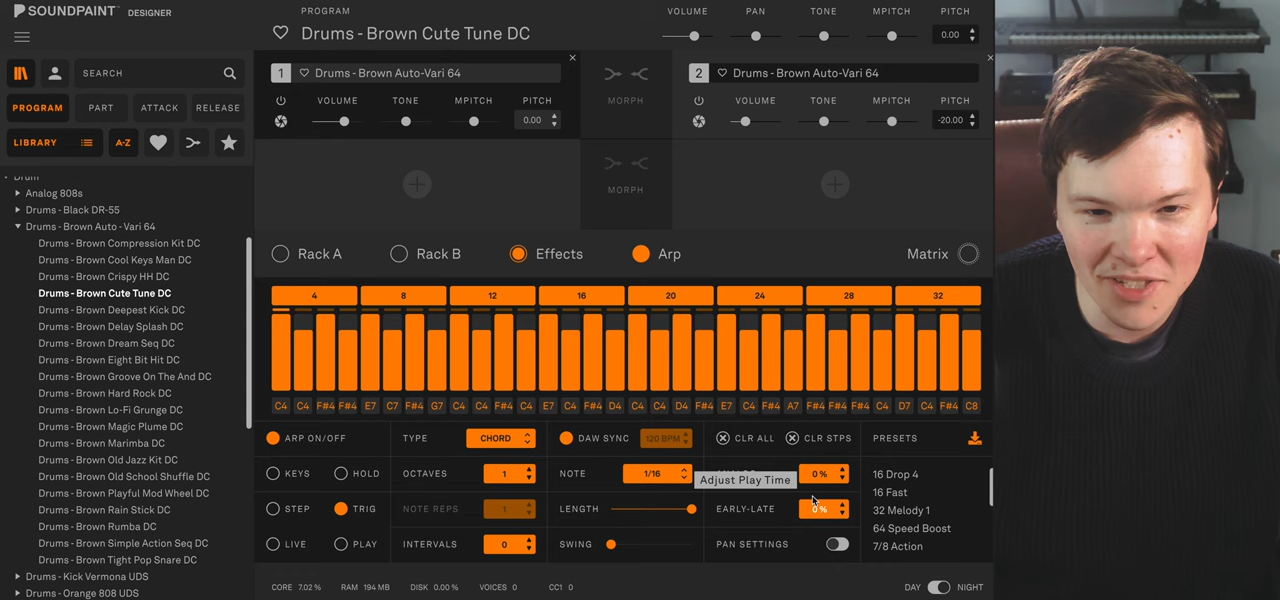 SOUNDPAINT DESIGNER
PROGRAM
Drums - Brown Cute Tune DC
VOLUME PAN TONE MPITCH PITCH
0.00
SEARCH
PROGRAM PART ATTACK RELEASE
LIBRARY A-Z
Drum
Analog 808s
Drums - Black DR-55
Drums - Brown Auto - Vari 64
Drums - Brown Compression Kit DC
Drums - Brown Cool Keys Man DC
Drums - Brown Crispy HH DC
Drums - Brown Cute Tune DC
Drums - Brown Deepest Kick DC
Drums - Brown Delay Splash DC
Drums - Brown Dream Seq DC
Drums - Brown Eight Bit Hit DC
Drums - Brown Groove On The And DC
Drums - Brown Hard Rock DC
Drums - Brown Lo-Fi Grunge DC
Drums - Brown Magic Plume DC
Drums - Brown Marimba DC
Drums - Brown Old Jazz Kit DC
Drums - Brown Old School Shuffle DC
Drums - Brown Playful Mod Wheel DC
Drums - Brown Rain Stick DC
Drums - Brown Rumba DC
Drums - Brown Simple Action Seq DC
Drums - Brown Tight Pop Snare DC
Drums - Kick Vermona UDS
Drums - Orange 808 UDS
1 Drums - Brown Auto-Vari 64
VOLUME TONE MPITCH PITCH
0.00
MORPH
2 Drums - Brown Auto-Vari 64
VOLUME TONE MPITCH PITCH
-20.00
MORPH
Rack A Rack B Effects Arp Matrix
4 8 12 16 20 24 28 32
C4 C4 F#4 F#4 E7 C7 F#4 G7 C4 C4 F#4 C4 E7 C4 F#4 D4 C4 C4 D4 F#4 E7 C4 F#4 A7 F#4 F#4 F#4 C4 D7 C4 F#4 C8
ARP ON/OFF TYPE CHORD DAW SYNC 120 BPM CLR ALL CLR STPS PRESETS
KEYS HOLD OCTAVES 1 NOTE 1/16 Adjust Play Time 0 %
STEP TRIG NOTE REPS 1 LENGTH EARLY-LATE 0 %
LIVE PLAY INTERVALS 0 SWING PAN SETTINGS
16 Drop 4
16 Fast
32 Melody 1
64 Speed Boost
7/8 Action
CORE 7.02 % RAM 194 MB DISK 0.00 % VOICES 0 CC1 0 DAY NIGHT